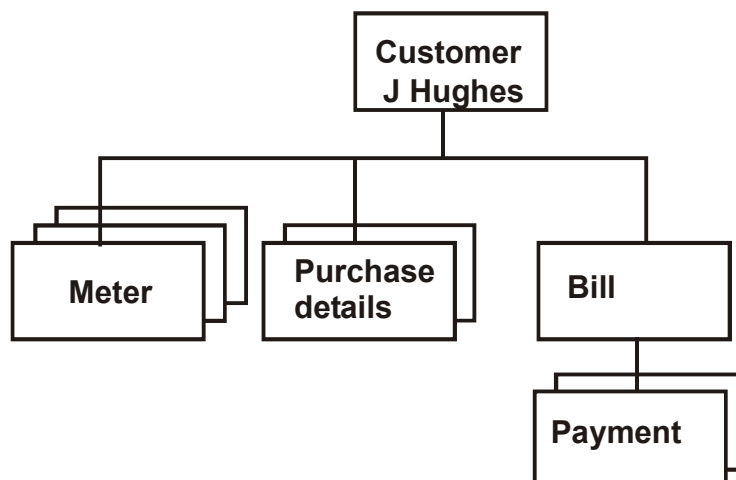 Customer
J Hughes
Meter
Purchase
details
Bill
Payment